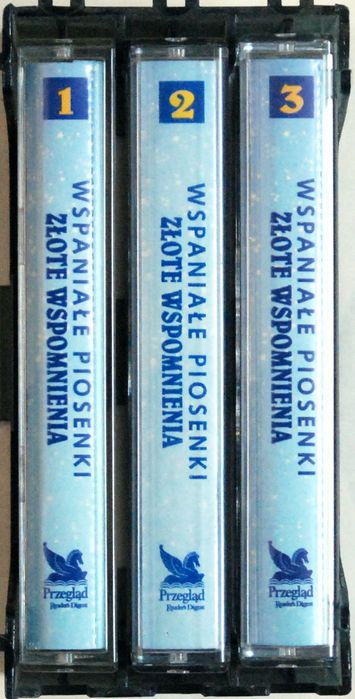 1
WSPANIAŁE PIOSENKI
ZŁOTE WSPOMNIENIA
Przegląd
Reader's Digest
2
WSPANIAŁE PIOSENKI
ZŁOTE WSPOMNIENIA
Przegląd
Reader's Digest
3
WSPANIAŁE PIOSENKI
ZŁOTE WSPOMNIENIA
Przegląd
Reader's Digest